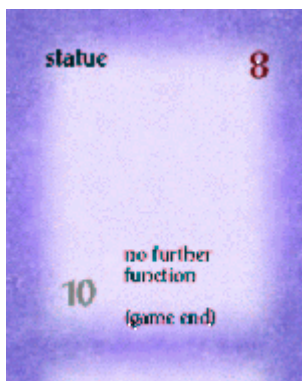 statue
8
no further
function
10
(game end)